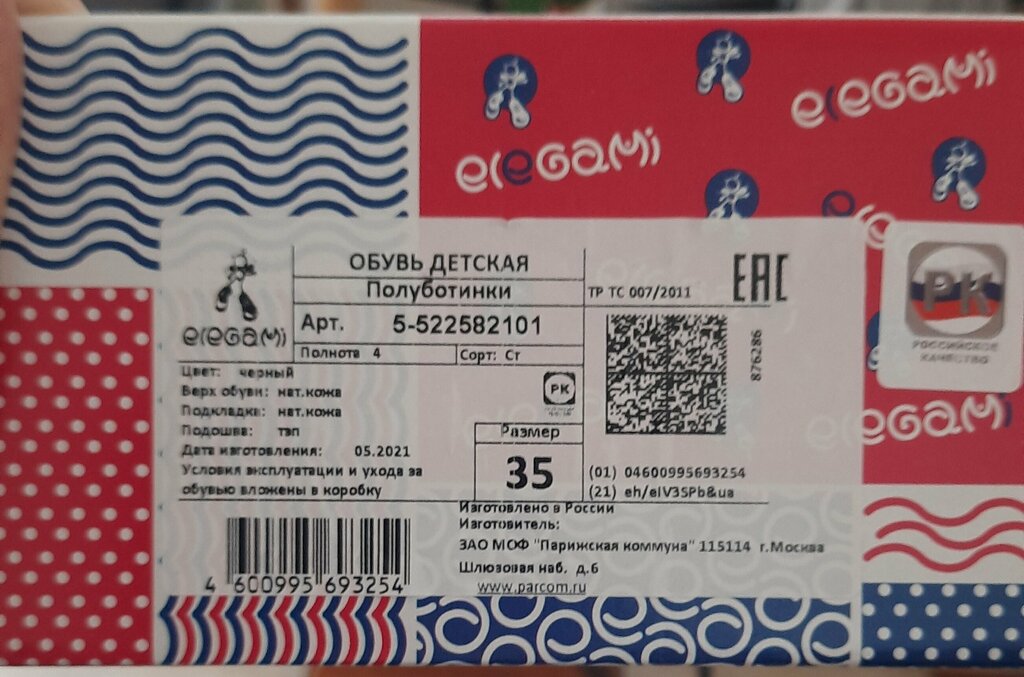 elegami
elegami
elegami
ОБУВЬ ДЕТСКАЯ
Полуботинки
ТР ТС 007/2011
EAC
Арт. 5-522582101
Полнота 4 Сорт: Ст
elegami
Цвет: черный
Верх обуви: нат.кожа
Подкладка: нат.кожа
Подошва: тэп
Дата изготовления: 05.2021
Условия эксплуатации и ухода за
обувью вложены в коробку
РК
Размер
35
876286
(01) 04600995693254
(21) eh/eIV3SPb&ua
Изготовлено в России
Изготовитель:
ЗАО МОФ "Парижская коммуна" 115114 г.Москва
Шлюзовая наб, д.6
www.parcom.ru
4 600995 693254
РК
РОССИЙСКОЕ
КАЧЕСТВО